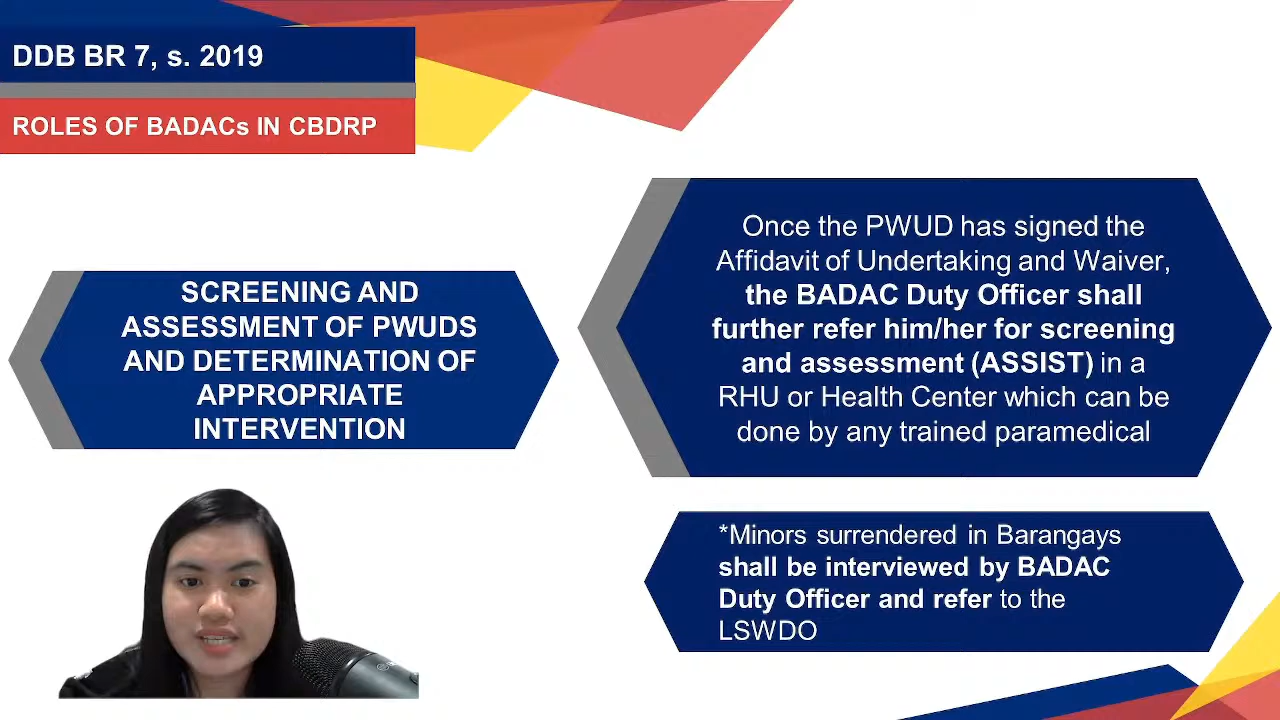 DDB BR 7, s. 2019
ROLES OF BADACs IN CBDRP
SCREENING AND
ASSESSMENT OF PWUDS
AND DETERMINATION OF
APPROPRIATE
INTERVENTION
Once the PWUD has signed the
Affidavit of Undertaking and Waiver,
the BADAC Duty Officer shall
further refer him/her for screening
and assessment (ASSIST) in a
RHU or Health Center which can be
done by any trained paramedical
*Minors surrendered in Barangays
shall be interviewed by BADAC
Duty Officer and refer to the
LSWDO